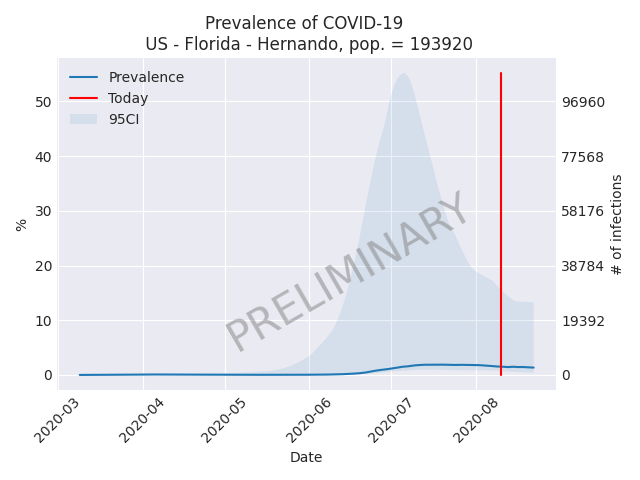 Prevalence of COVID-19
US - Florida - Hernando, pop. = 193920
Prevalence
Today
95CI
PRELIMINARY
%
50
40
30
20
10
0
96960
77568
58176
38784
19392
0
# of infections
2020-03
2020-04
2020-05
2020-06
2020-07
2020-08
Date